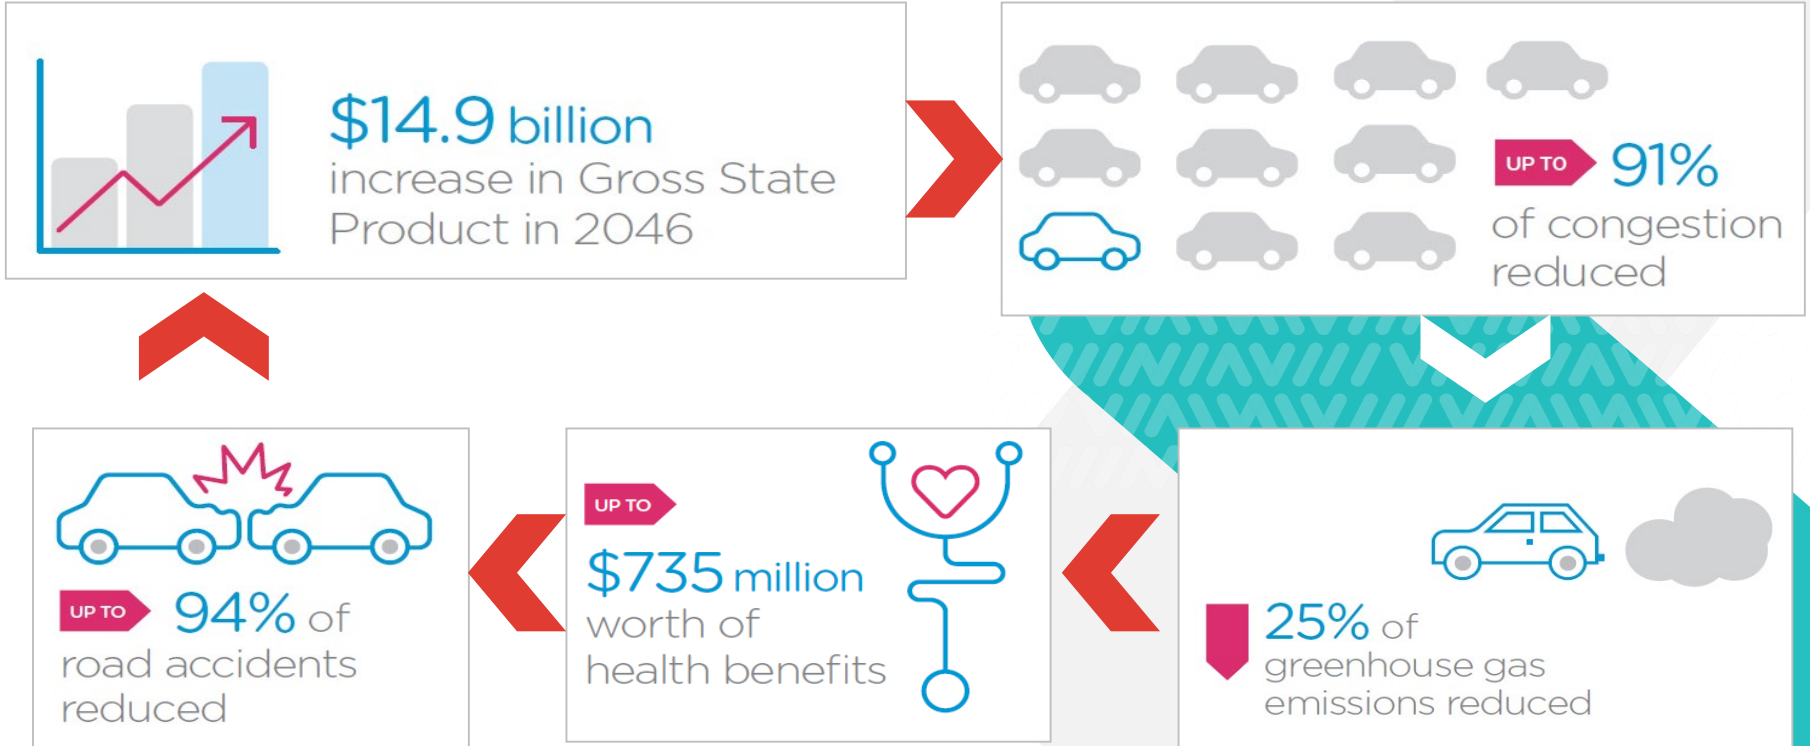 $14.9 billion
increase in Gross State
Product in 2046
UP TO 91%
of congestion
reduced
25% of
greenhouse gas
emissions reduced
UP TO
$735 million
worth of
health benefits
UP TO 94% of
road accidents
reduced